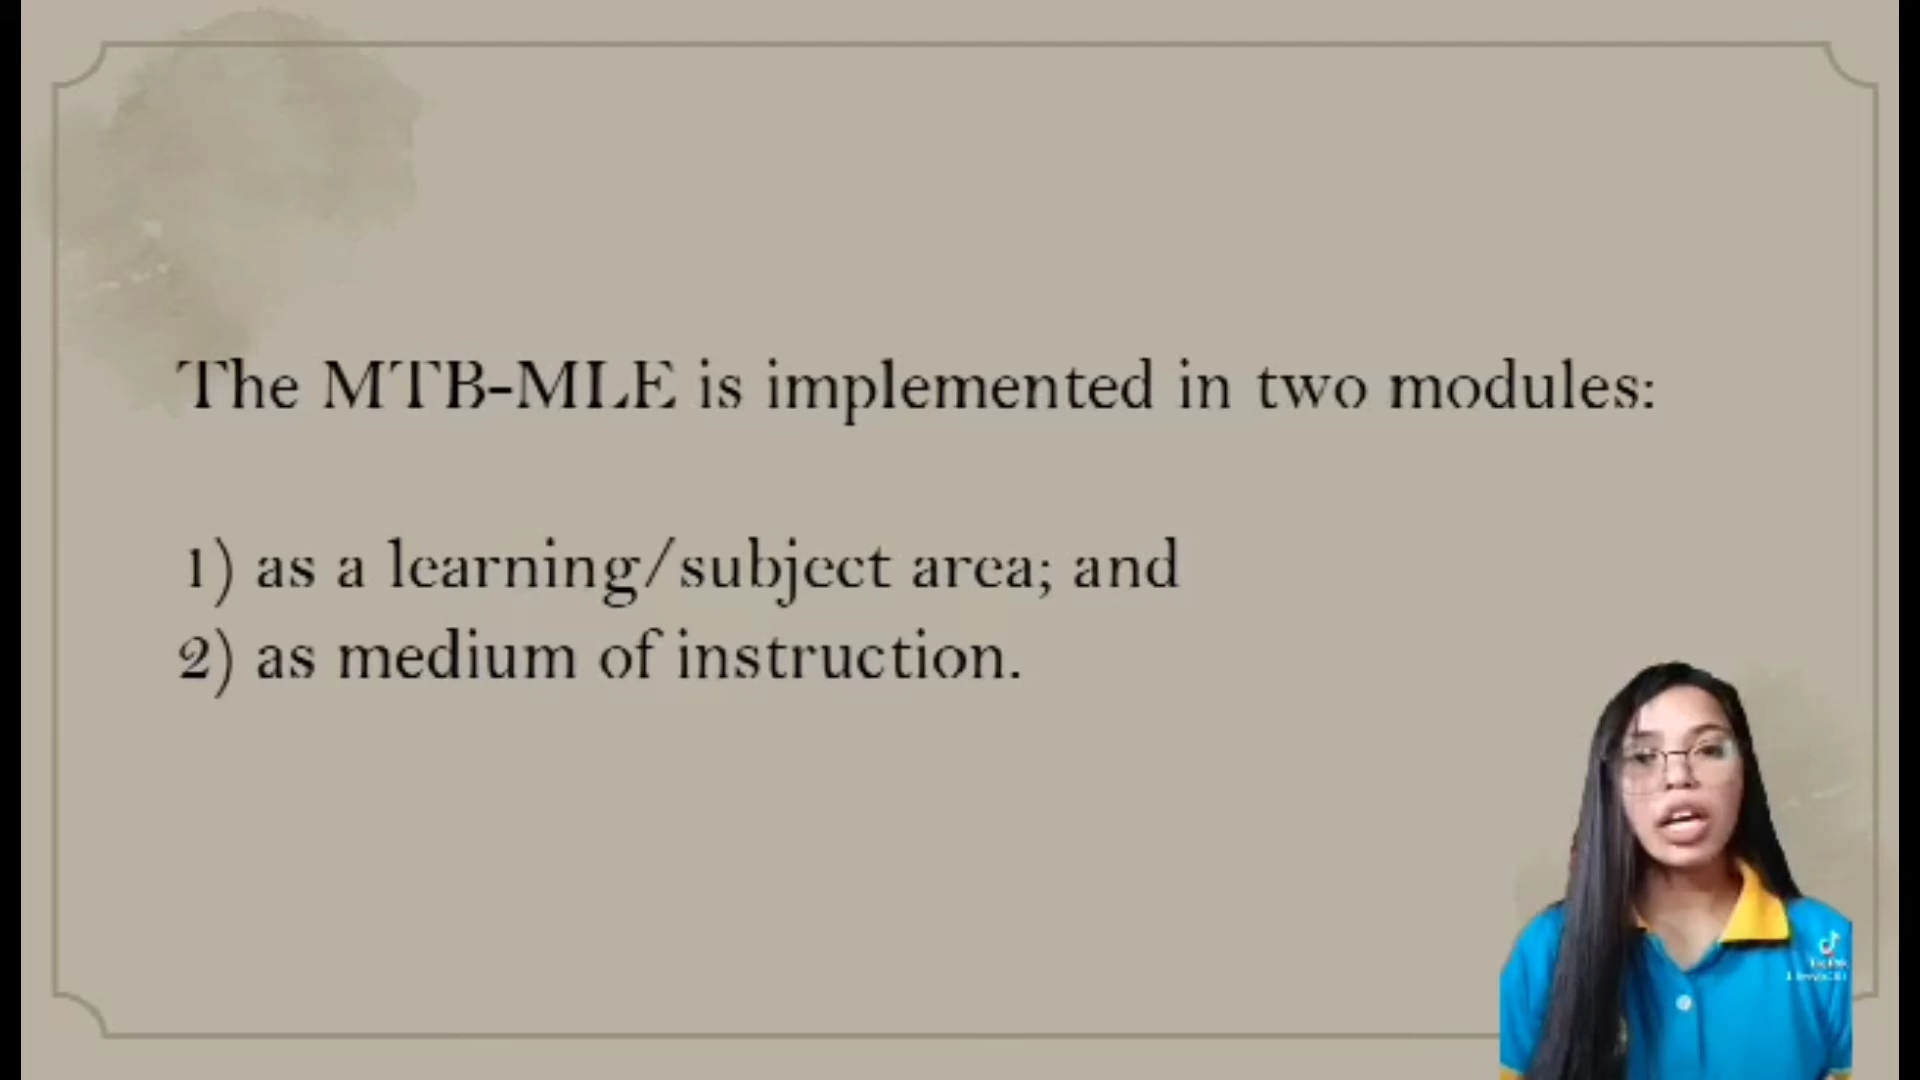 The MTB-MLE is implemented in two modules:
1) as a learning/subject area; and
2) as medium of instruction.